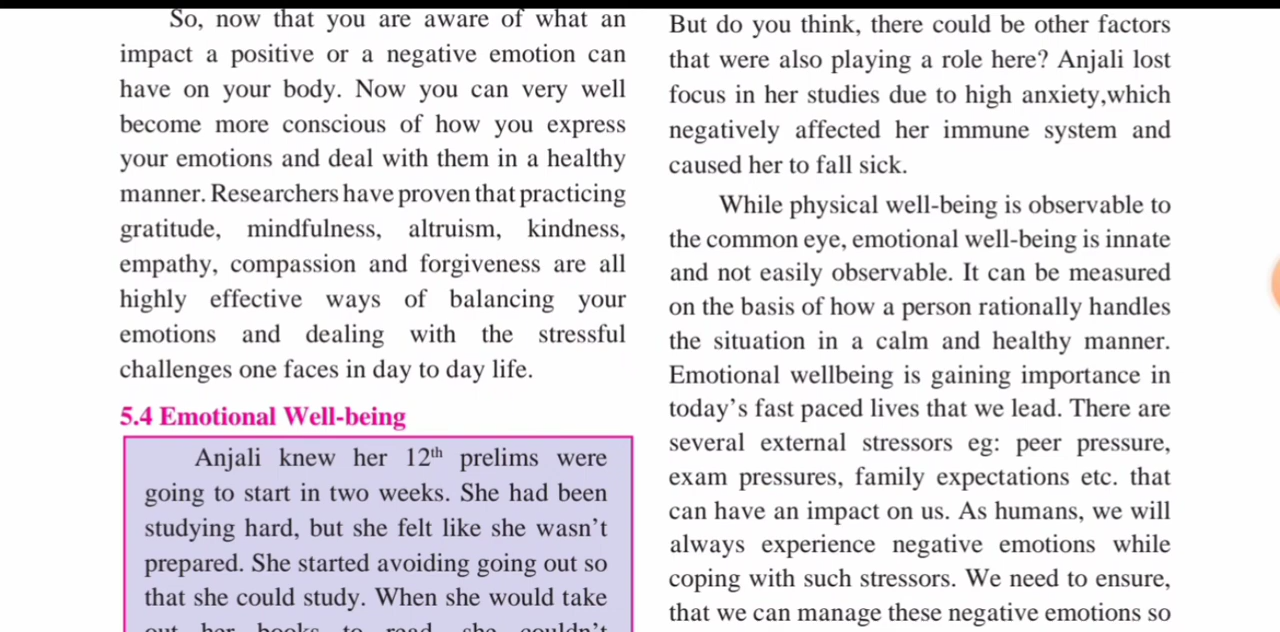 So, now that you are aware of what an
impact a positive or a negative emotion can
have on your body. Now you can very well
become more conscious of how you express
your emotions and deal with them in a healthy
manner. Researchers have proven that practicing
gratitude, mindfulness, altruism, kindness,
empathy, compassion and forgiveness are all
highly effective ways of balancing your
emotions and dealing with the stressful
challenges one faces in day to day life.
5.4 Emotional Well-being
Anjali knew her 12th prelims were
going to start in two weeks. She had been
studying hard, but she felt like she wasn’t
prepared. She started avoiding going out so
that she could study. When she would take
out her books to read she couldn’t
But do you think, there could be other factors
that were also playing a role here? Anjali lost
focus in her studies due to high anxiety,which
negatively affected her immune system and
caused her to fall sick.
While physical well-being is observable to
the common eye, emotional well-being is innate
and not easily observable. It can be measured
on the basis of how a person rationally handles
the situation in a calm and healthy manner.
Emotional wellbeing is gaining importance in
today’s fast paced lives that we lead. There are
several external stressors eg: peer pressure,
exam pressures, family expectations etc. that
can have an impact on us. As humans, we will
always experience negative emotions while
coping with such stressors. We need to ensure,
that we can manage these negative emotions so